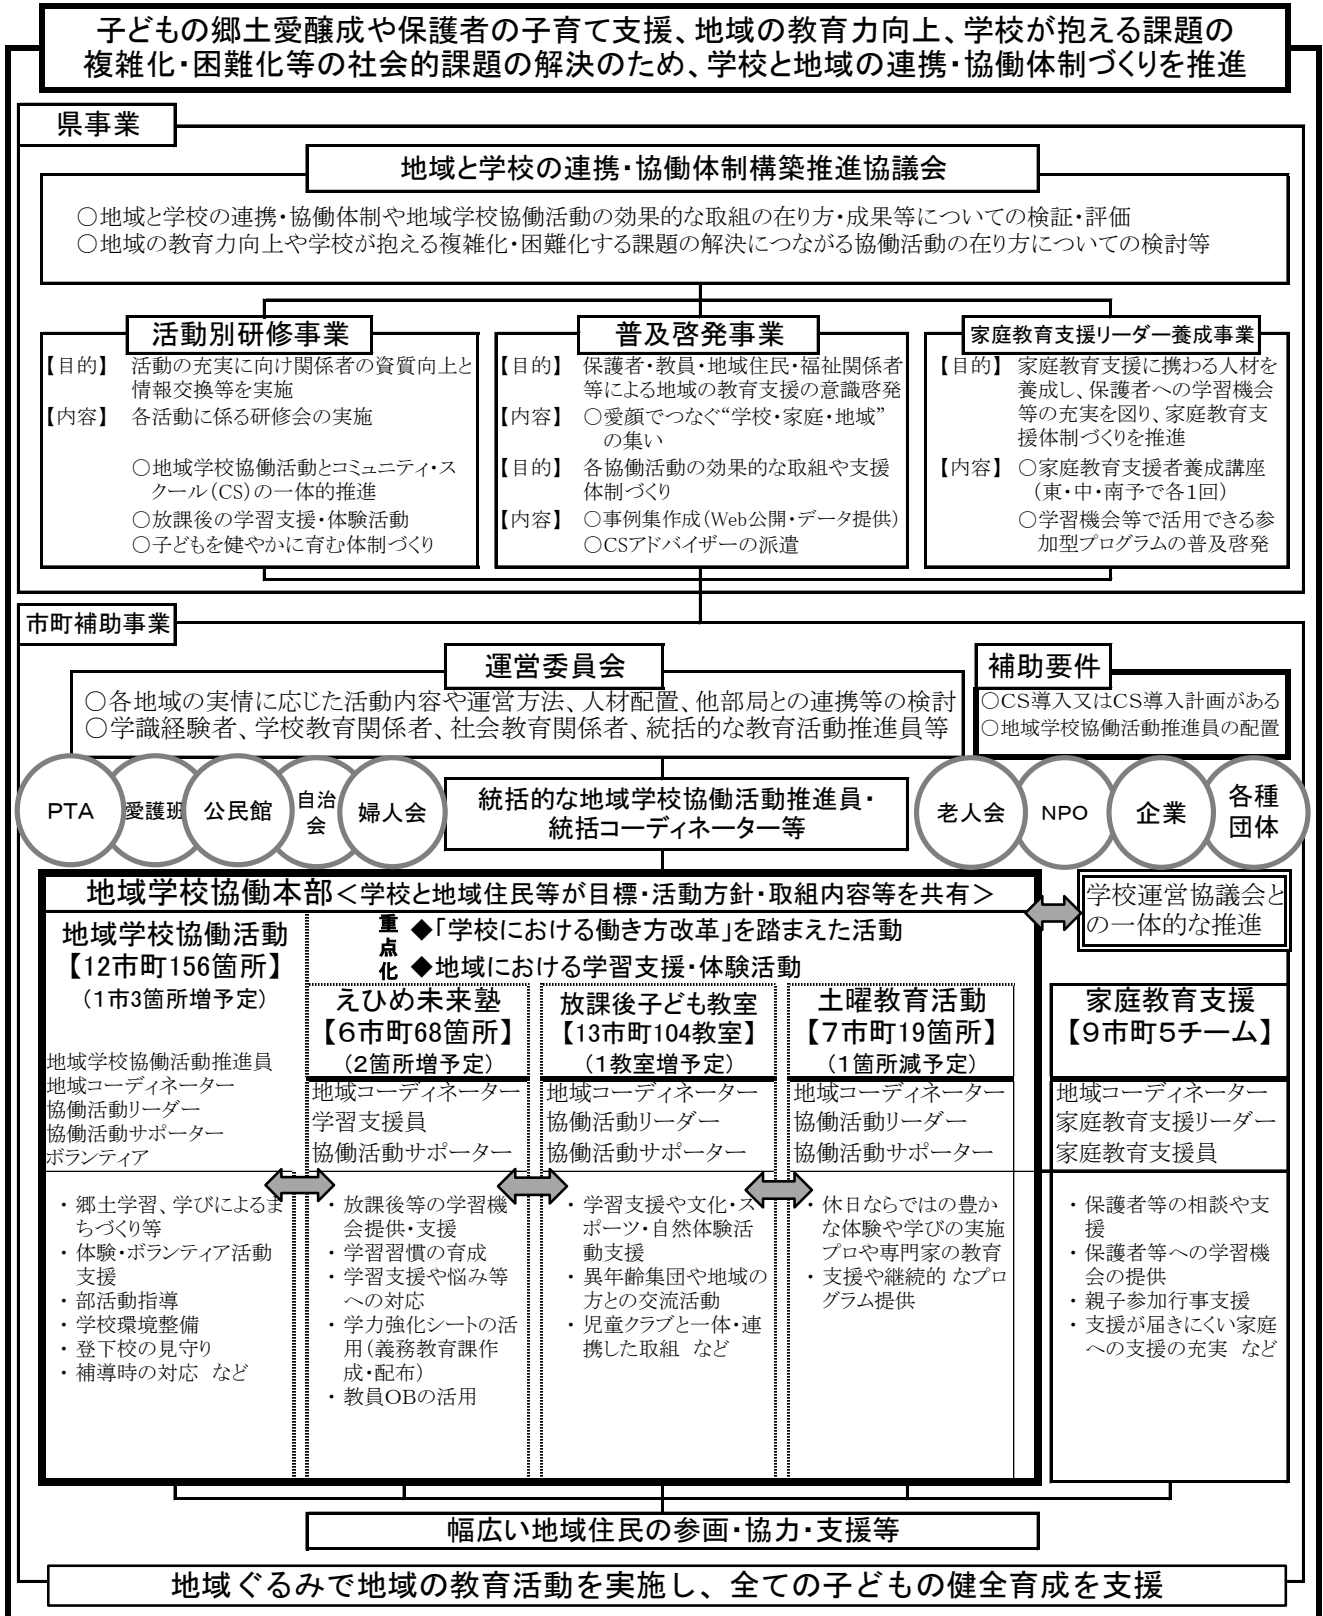 子どもの郷土愛醸成や保護者の子育て支援、地域の教育力向上、学校が抱える課題の
複雑化・困難化等の社会的課題の解決のため、学校と地域の連携・協働体制づくりを推進
県事業
地域と学校の連携・協働体制構築推進協議会
○地域と学校の連携・協働体制や地域学校協働活動の効果的な取組の在り方・成果等についての検証・評価
○地域の教育力向上や学校が抱える複雑化・困難化する課題の解決につながる協働活動の在り方についての検討等
活動別研修事業
【目的】 活動の充実に向け関係者の資質向上と
情報交換等を実施
【内容】 各活動に係る研修会の実施
○地域学校協働活動とコミュニティ・ス
クール(CS)の一体的推進
○放課後の学習支援・体験活動
○子どもを健やかに育む体制づくり
普及啓発事業
【目的】 保護者・教員・地域住民・福祉関係者
等による地域の教育支援の意識啓発
【内容】 ○愛顔でつなぐ“学校・家庭・地域”
の集い
【目的】 各協働活動の効果的な取組や支援
体制づくり
【内容】 ○事例集作成(Web公開・データ提供)
○CSアドバイザーの派遣
家庭教育支援リーダー養成事業
【目的】 家庭教育支援に携わる人材を
養成し、保護者への学習機会
等の充実を図り、家庭教育支
援体制づくりを推進
【内容】 ○家庭教育支援者養成講座
(東・中・南予で各1回)
○学習機会等で活用できる参
加型プログラムの普及啓発
市町補助事業
運営委員会
○各地域の実情に応じた活動内容や運営方法、人材配置、他部局との連携等の検討
○学識経験者、学校教育関係者、社会教育関係者、統括的な教育活動推進員等
補助要件
○CS導入又はCS導入計画がある
○地域学校協働活動推進員の配置
PTA
愛護班
公民館
自治
会
婦人会
統括的な地域学校協働活動推進員・
統括コーディネーター等
老人会
NPO
企業
各種
団体
地域学校協働本部<学校と地域住民等が目標・活動方針・取組内容等を共有>
学校運営協議会と
の一体的な推進
重
点
化
◆「学校における働き方改革」を踏まえた活動
◆地域における学習支援・体験活動
地域学校協働活動
【12市町156箇所】
(1市3箇所増予定)
地域学校協働活動推進員
地域コーディネーター
協働活動リーダー
協働活動サポーター
ボランティア
・郷土学習、学びによるま
ちづくり等
・体験・ボランティア活動
支援
・部活動指導
・学校環境整備
・登下校の見守り
・補導時の対応 など
えひめ未来塾
【6市町68箇所】
(2箇所増予定)
地域コーディネーター
学習支援員
協働活動サポーター
・放課後等の学習機
会提供・支援
・学習習慣の育成
・学習支援や悩み等
への対応
・学力強化シートの活
用(義務教育課作
成・配布)
・教員OBの活用
放課後子ども教室
【13市町104教室】
(1教室増予定)
地域コーディネーター
協働活動リーダー
協働活動サポーター
・学習支援や文化・ス
ポーツ・自然体験活
動支援
・異年齢集団や地域の
方との交流活動
・児童クラブと一体・連
携した取組 など
土曜教育活動
【7市町19箇所】
(1箇所減予定)
地域コーディネーター
協働活動リーダー
協働活動サポーター
・休日ならではの豊か
な体験や学びの実施
プロや専門家の教育
・支援や継続的 なプロ
グラム提供
家庭教育支援
【9市町5チーム】
地域コーディネーター
家庭教育支援リーダー
家庭教育支援員
・保護者等の相談や支
援
・保護者等への学習機
会の提供
・親子参加行事支援
・支援が届きにくい家庭
への支援の充実 など
幅広い地域住民の参画・協力・支援等
地域ぐるみで地域の教育活動を実施し、全ての子どもの健全育成を支援